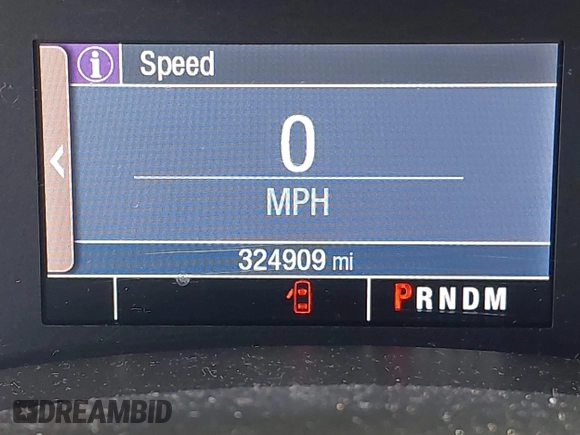 Speed
0
MPH
324909 mi
PRNDM
DREAMBID